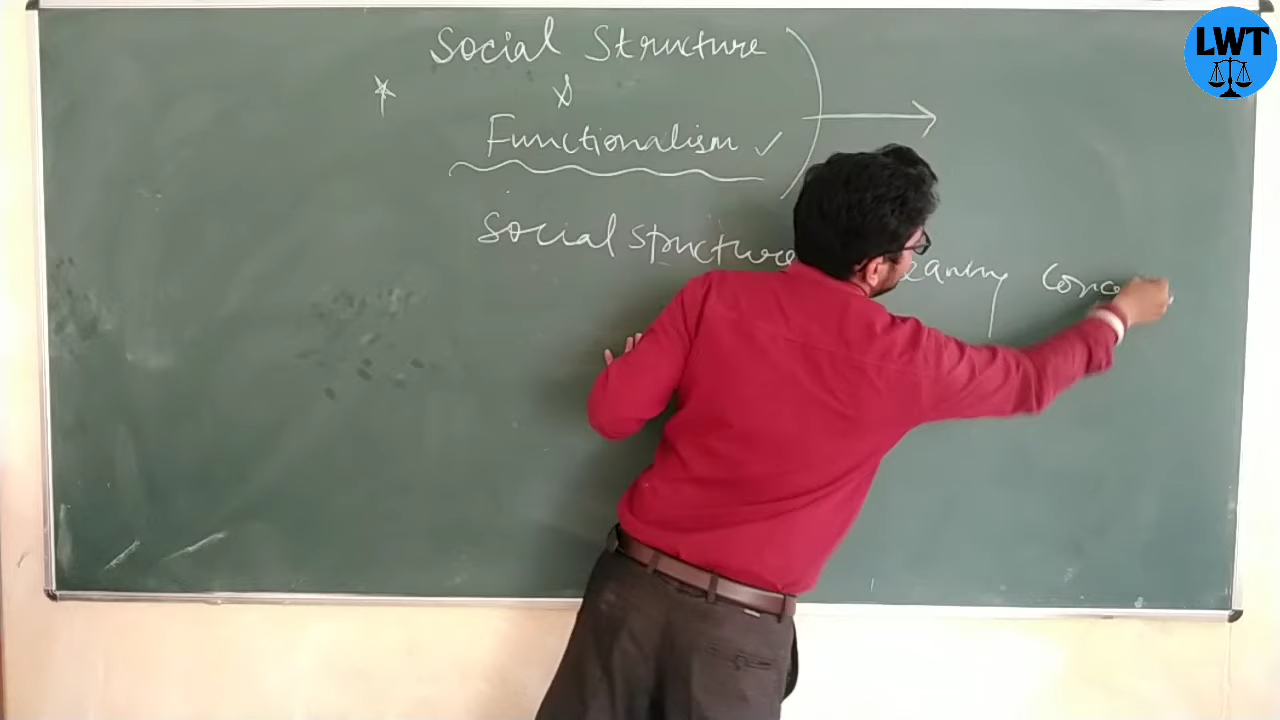 Social Structure
&
Functionalism
Social structure
LWT